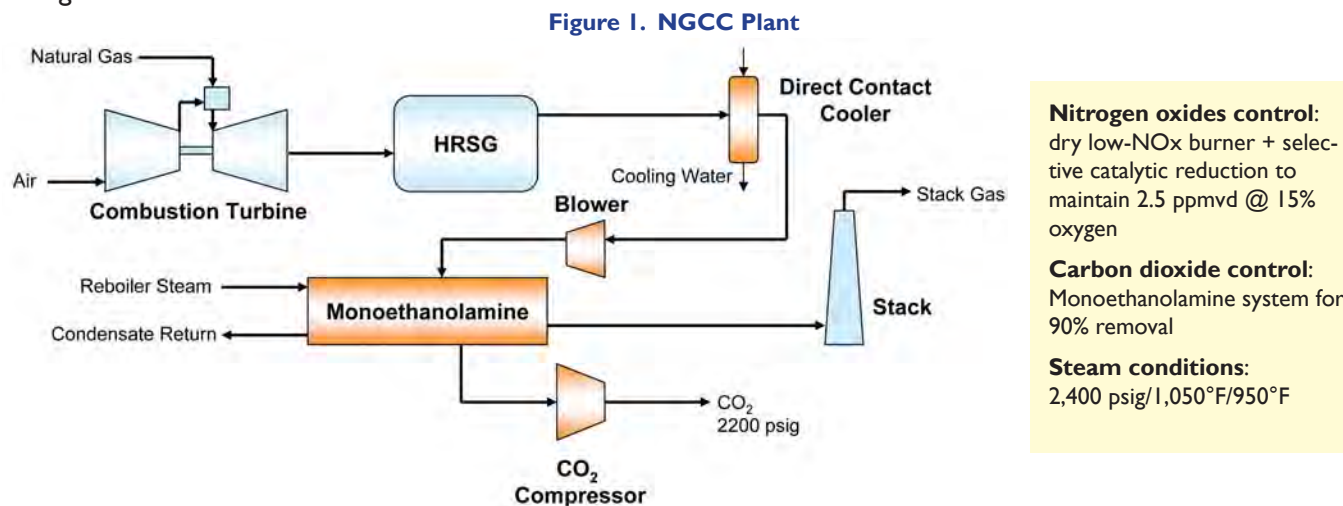 Figure 1. NGCC Plant
Natural Gas
Air
Combustion Turbine
HRSG
Direct Contact
Cooler
Cooling Water
Blower
Stack Gas
Reboiler Steam
Condensate Return
Monoethanolamine
Stack
CO₂
2200 psig
CO₂
Compressor
Nitrogen oxides control:
dry low-NOx burner + selec-
tive catalytic reduction to
maintain 2.5 ppmvd @ 15%
oxygen
Carbon dioxide control:
Monoethanolamine system for
90% removal
Steam conditions:
2,400 psig/1,050°F/950°F